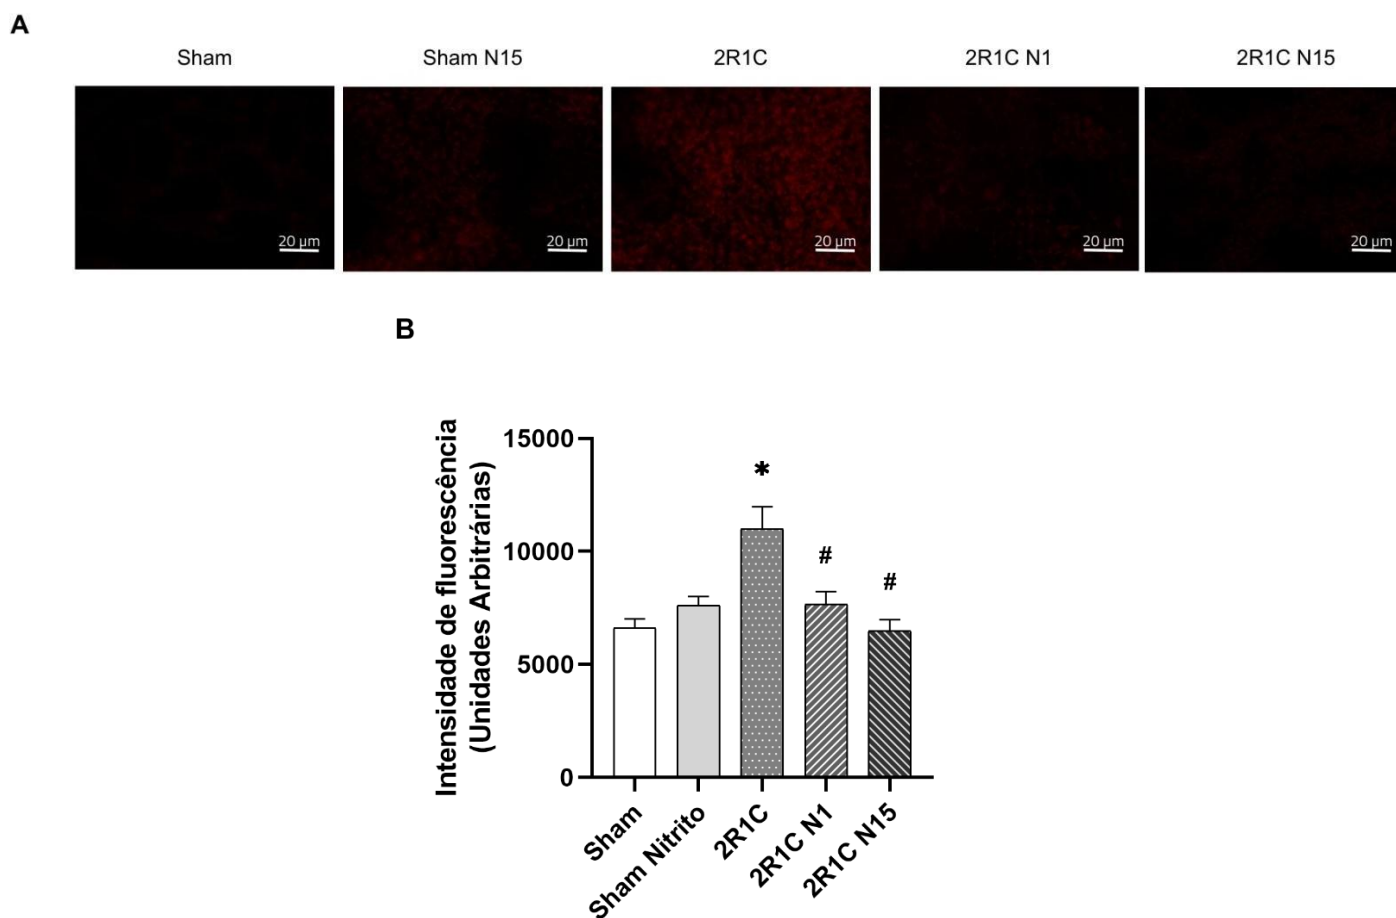 A
Sham
Sham N15
2R1C
2R1C N1
2R1C N15
20 µm
20 µm
20 µm
20 µm
20 µm
B
Intensidade de fluorescência
(Unidades Arbitrárias)
15000
10000
5000
0
*
#
#
Sham
Sham Nitrito
2R1C
2R1C N1
2R1C N15